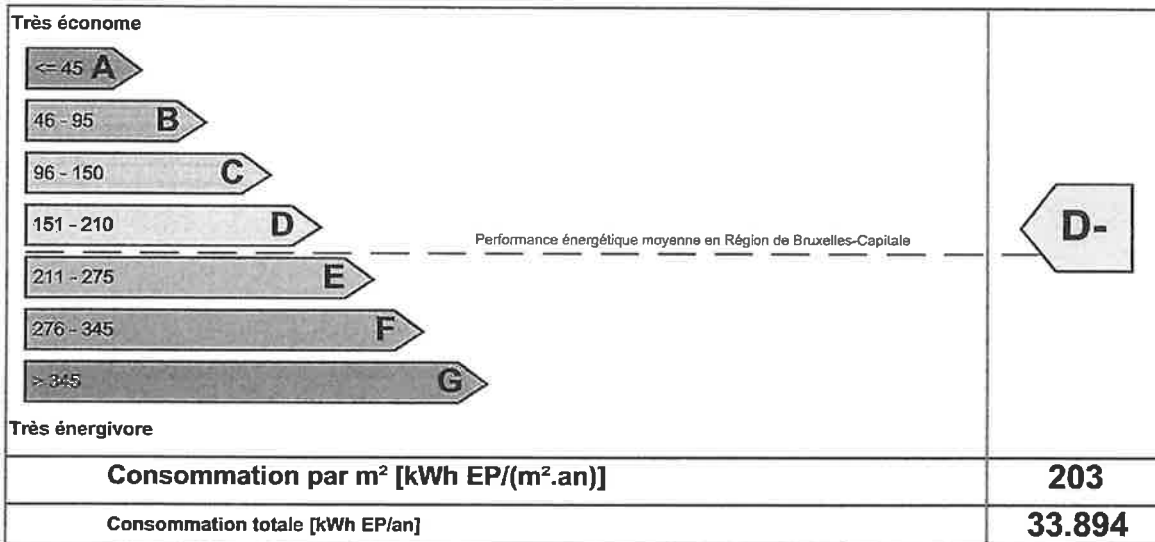 Très économe
<= 45 A
46 - 95 B
96 - 150 C
151 - 210 D
Performance énergétique moyenne en Région de Bruxelles-Capitale
D-
211 - 275 E
276 - 345 F
> 345 G
Très énergivore
Consommation par m² [kWh EP/(m².an)] 203
Consommation totale [kWh EP/an] 33.894